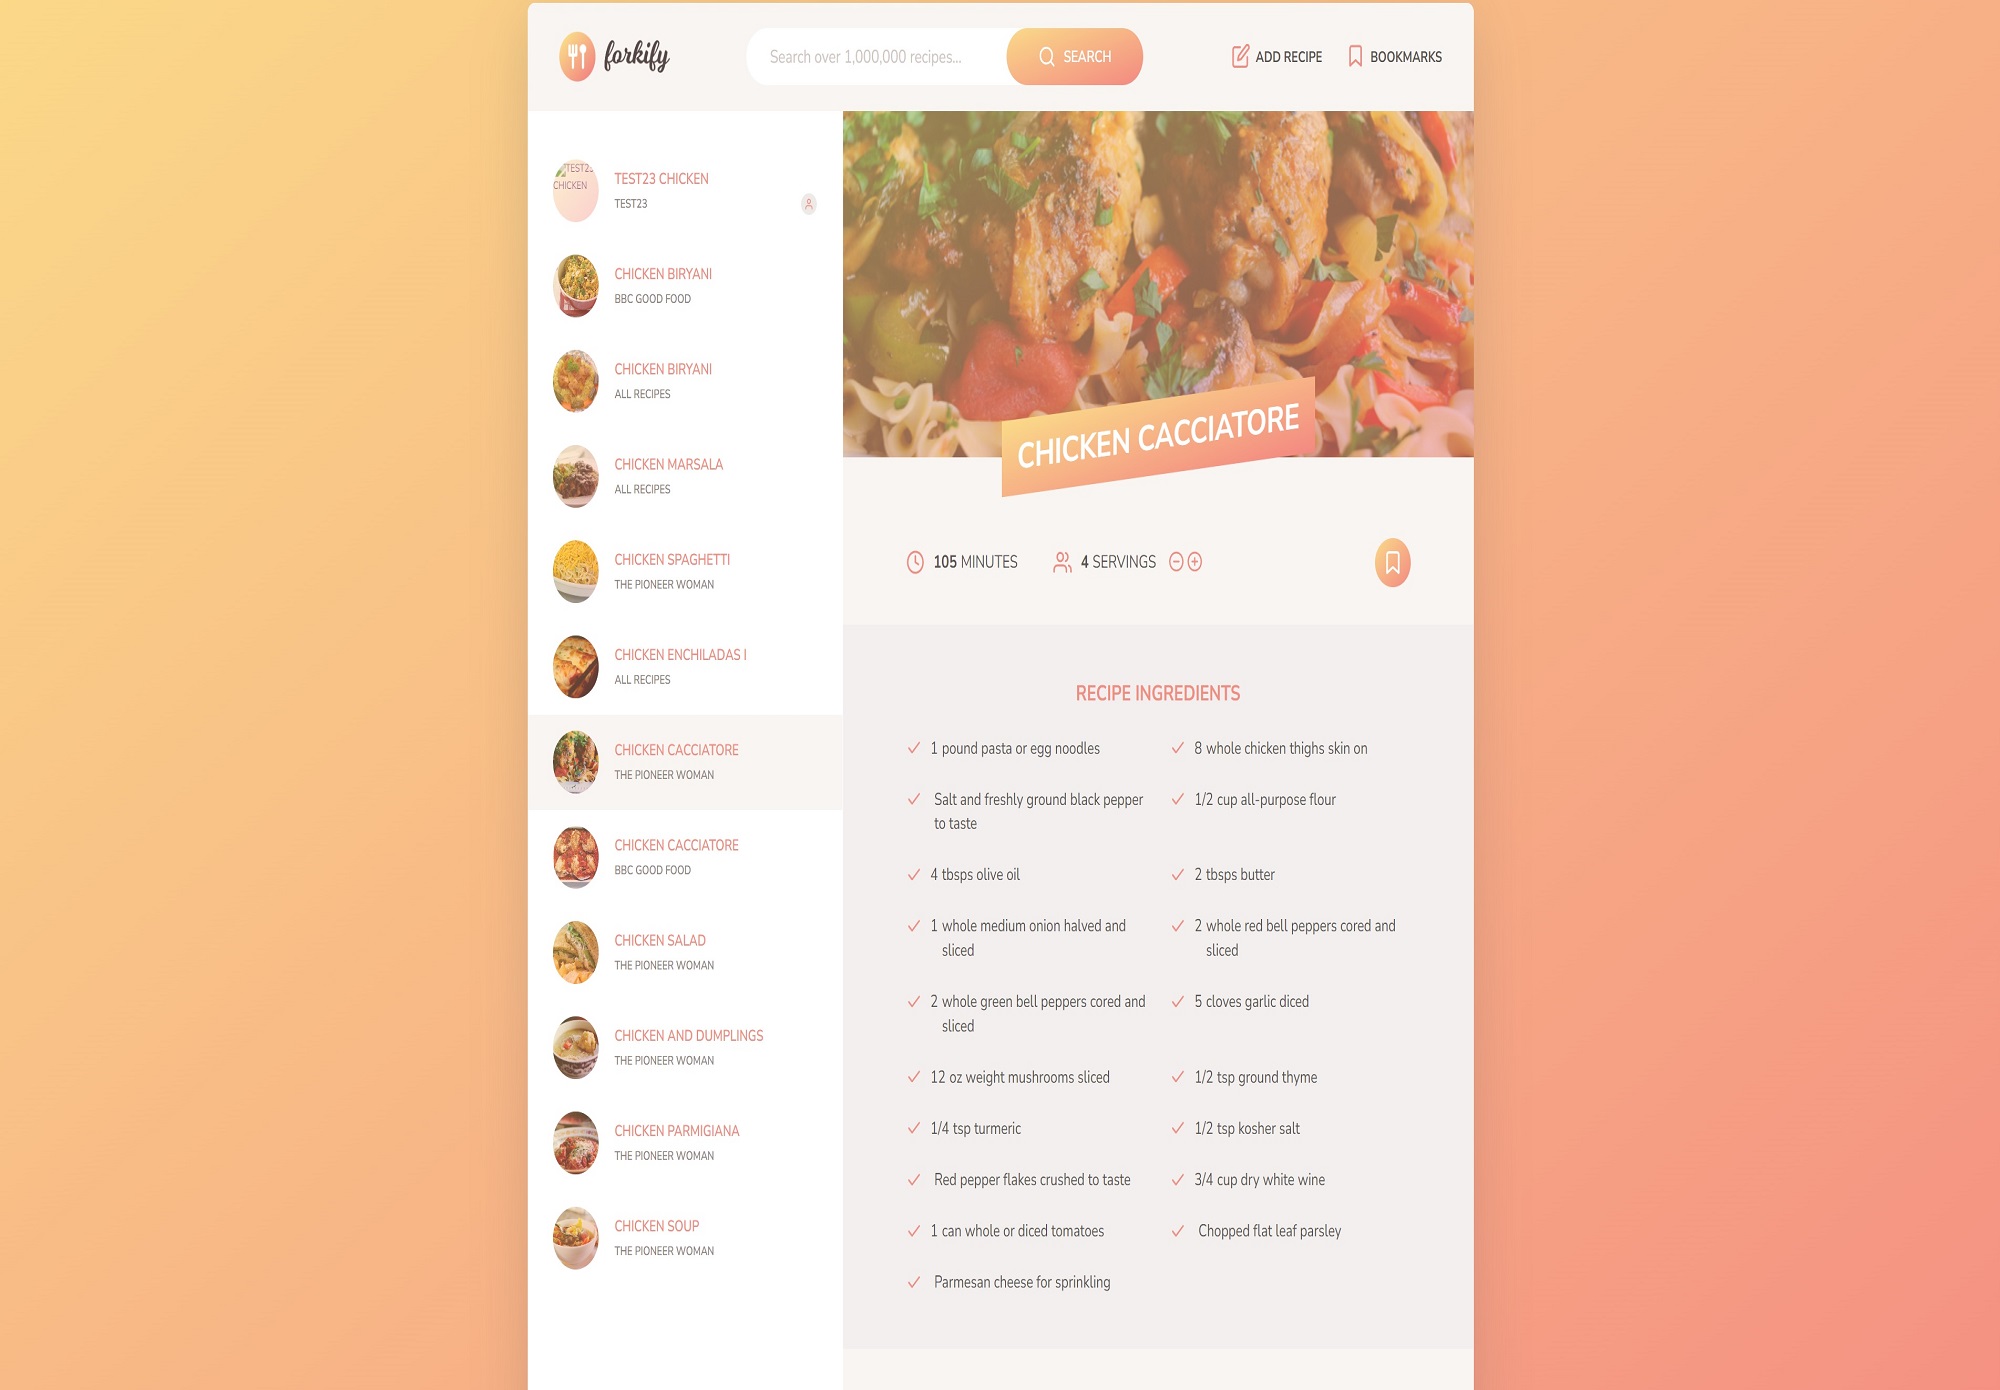 forkify
Search over 1,000,000 recipes...
SEARCH
ADD RECIPE
BOOKMARKS
TEST23
CHICKEN
TEST23 CHICKEN
TEST23
CHICKEN BIRYANI
BBC GOOD FOOD
CHICKEN BIRYANI
ALL RECIPES
CHICKEN MARSALA
ALL RECIPES
CHICKEN SPAGHETTI
THE PIONEER WOMAN
CHICKEN ENCHILADAS I
ALL RECIPES
CHICKEN CACCIATORE
THE PIONEER WOMAN
CHICKEN CACCIATORE
BBC GOOD FOOD
CHICKEN SALAD
THE PIONEER WOMAN
CHICKEN AND DUMPLINGS
THE PIONEER WOMAN
CHICKEN PARMIGIANA
THE PIONEER WOMAN
CHICKEN SOUP
THE PIONEER WOMAN
CHICKEN CACCIATORE
105 MINUTES
4 SERVINGS
RECIPE INGREDIENTS
1 pound pasta or egg noodles
8 whole chicken thighs skin on
Salt and freshly ground black pepper
to taste
1/2 cup all-purpose flour
4 tbsps olive oil
2 tbsps butter
1 whole medium onion halved and
sliced
2 whole red bell peppers cored and
sliced
2 whole green bell peppers cored and
sliced
5 cloves garlic diced
12 oz weight mushrooms sliced
1/2 tsp ground thyme
1/4 tsp turmeric
1/2 tsp kosher salt
Red pepper flakes crushed to taste
3/4 cup dry white wine
1 can whole or diced tomatoes
Chopped flat leaf parsley
Parmesan cheese for sprinkling